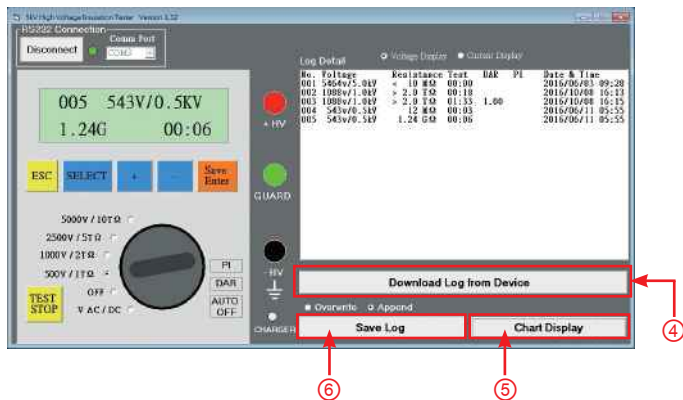 5kV High Voltage Insulation Tester Version 1.12
RS232 Connection
Disconnect
Comm Port
COM3
Log Detail
Voltage Display
Current Display
No. Voltage Resistance Test DAR PI Date & Time
001 5464v/5.0kV < 10 MΩ 00:00 2016/06/03 09:28
002 1088v/1.0kV > 2.0 TΩ 00:18 2016/10/08 16:13
003 1088v/1.0kV > 2.0 TΩ 01:33 1.00 2016/10/08 16:15
004 543v/0.5kV 12 MΩ 00:03 2016/06/11 05:55
005 543v/0.5kV 1.24 GΩ 00:06 2016/06/11 05:55
005 543V/0.5KV
1.24G 00:06
+ HV
ESC
SELECT
+
-
Save
Enter
GUARD
5000V / 10TΩ
2500V / 5TΩ
1000V / 2TΩ
500V / 1TΩ
OFF
V AC / DC
PI
DAR
AUTO
OFF
TEST
STOP
-HV
CHARGER
Download Log from Device
Overwrite
Append
Save Log
Chart Display
④
⑥
⑤